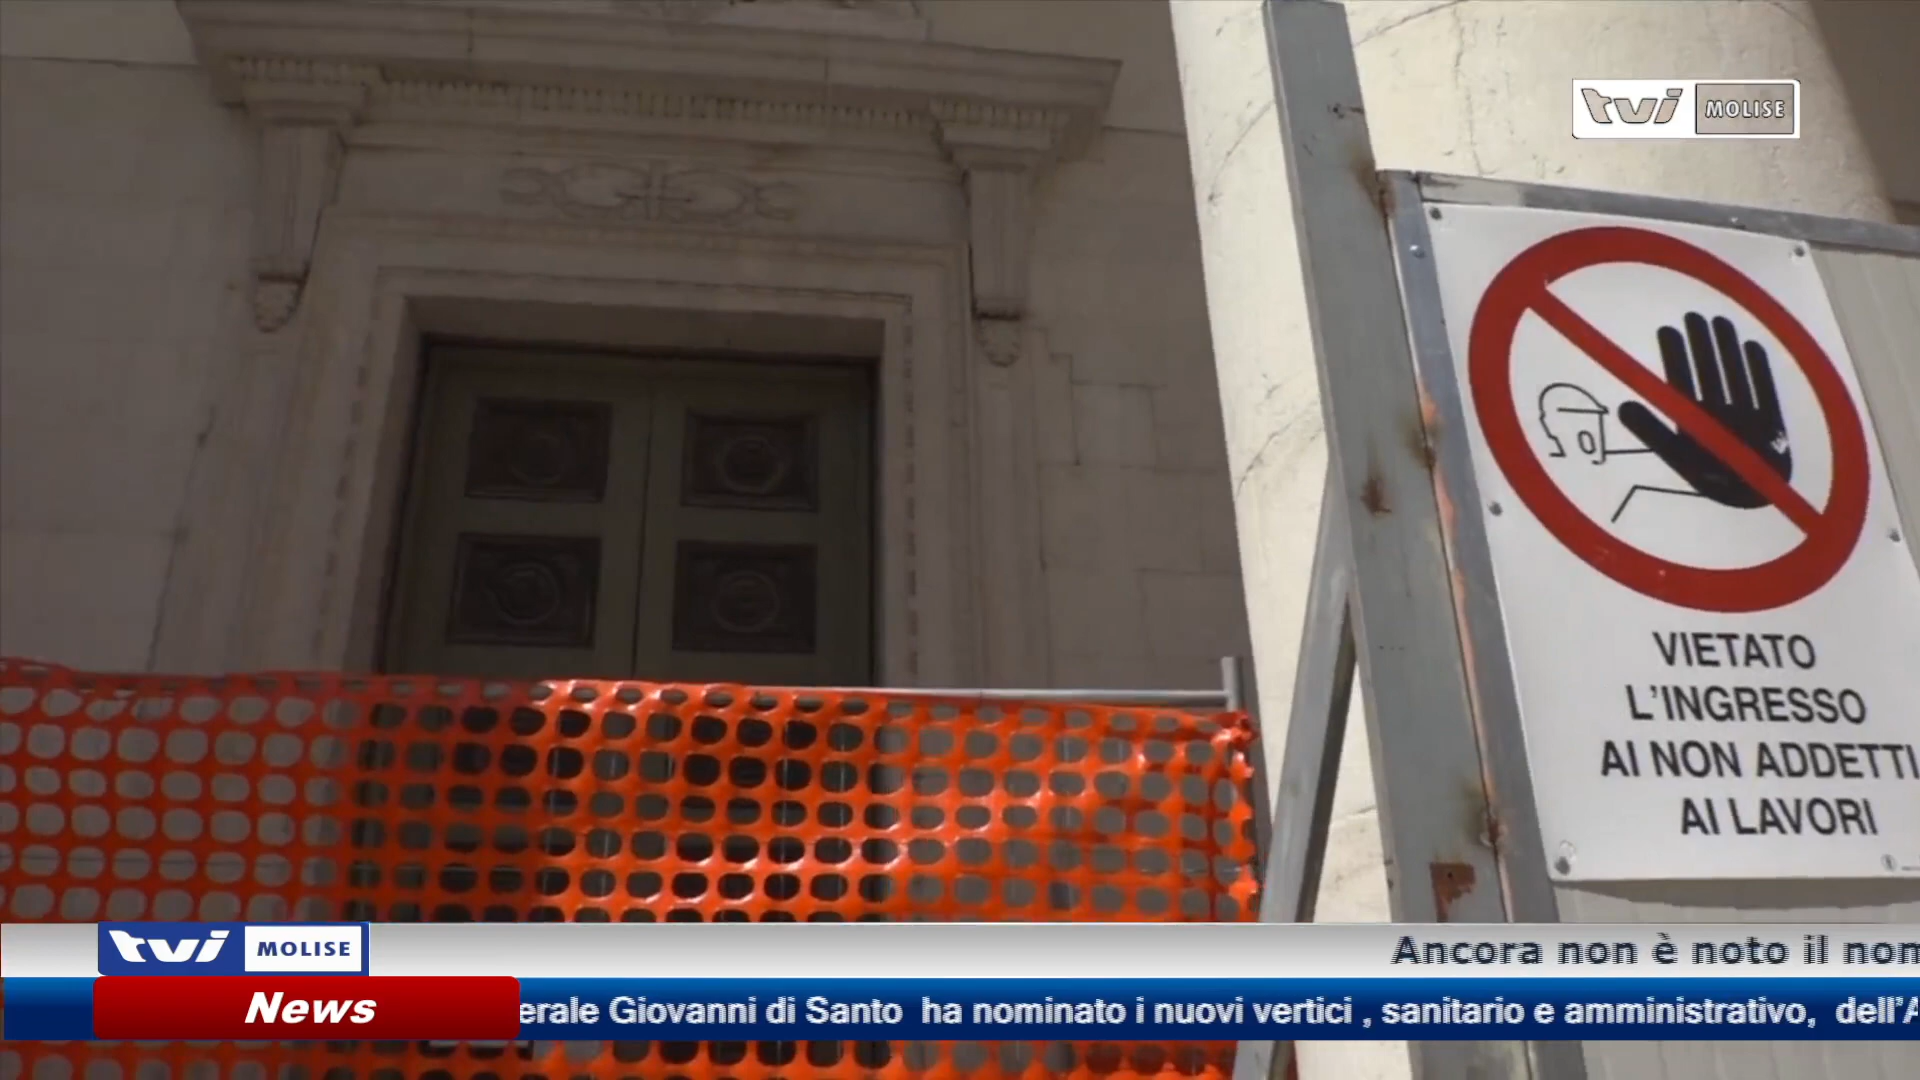 tvi MOLISE
VIETATO
L'INGRESSO
AI NON ADDETTI
AI LAVORI
tvi MOLISE
Ancora non è noto il nom
News
erale Giovanni di Santo ha nominato i nuovi vertici , sanitario e amministrativo, dell'A